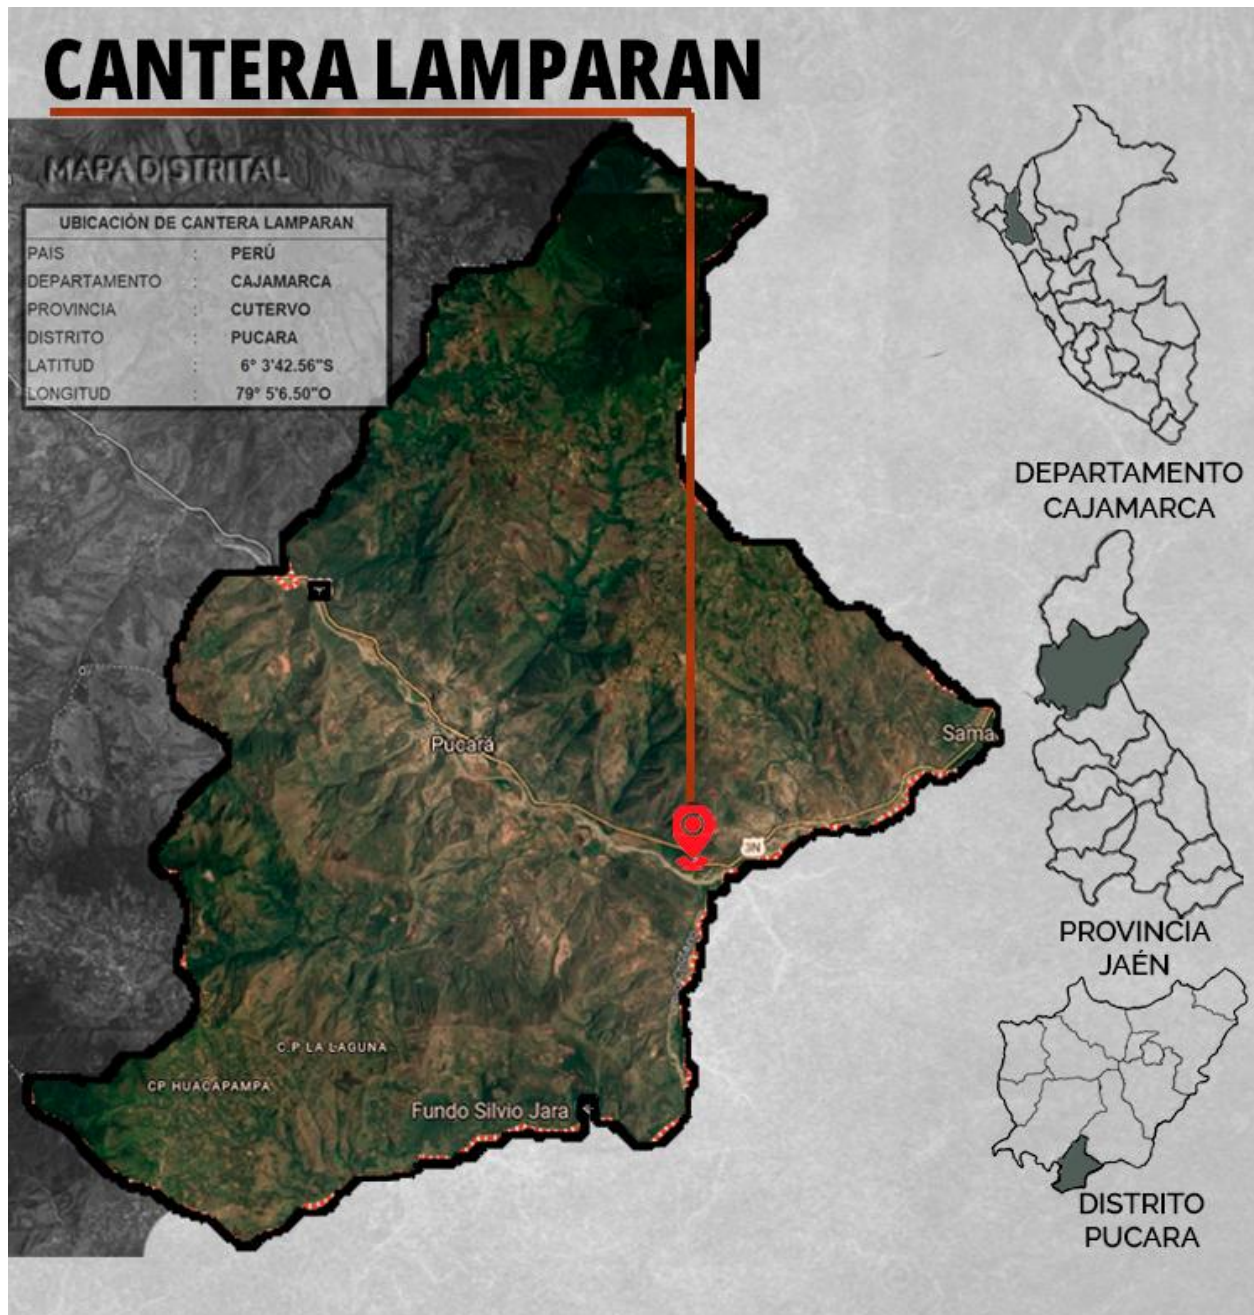 CANTERA LAMPARAN
MAPA DISTRITAL
UBICACIÓN DE CANTERA LAMPARAN
PAIS : PERÚ
DEPARTAMENTO : CAJAMARCA
PROVINCIA : CUTERVO
DISTRITO : PUCARA
LATITUD : 6° 3'42.56"S
LONGITUD : 79° 5'6.50"O
DEPARTAMENTO
CAJAMARCA
Pucará
Sama
3N
PROVINCIA
JAÉN
C.P LA LAGUNA
CP HUACAPAMPA
Fundo Silvio Jara
DISTRITO
PUCARA